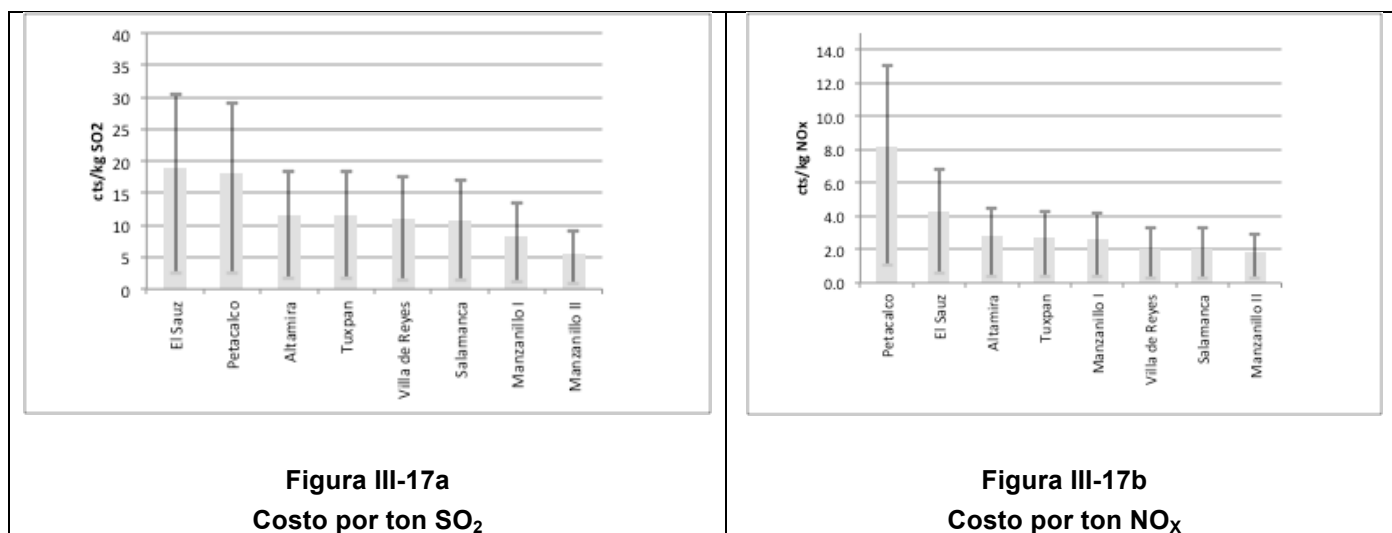 40
35
30
25
20
15
10
5
0
cts/kg SO2
El Sauz
Petacalco
Altamira
Tuxpan
Villa de Reyes
Salamanca
Manzanillo I
Manzanillo II
Figura III-17a
Costo por ton SO₂
14.0
12.0
10.0
8.0
6.0
4.0
2.0
0.0
cts/kg NOx
Petacalco
El Sauz
Altamira
Tuxpan
Manzanillo I
Villa de Reyes
Salamanca
Manzanillo II
Figura III-17b
Costo por ton NOₓ